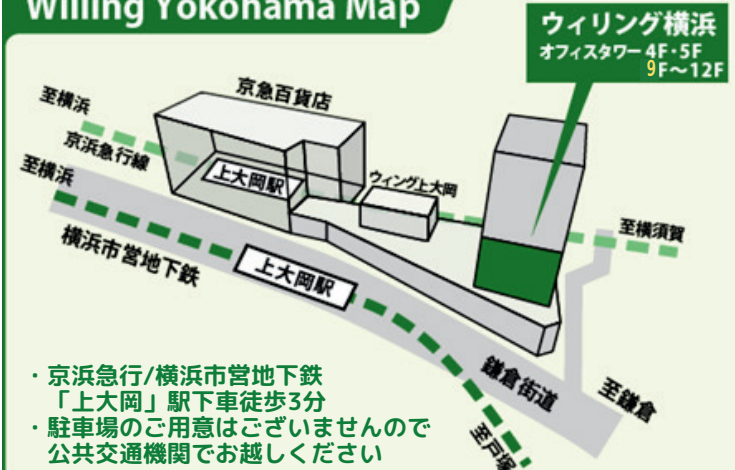 Willing Yokohama Map
ウィリング横浜
オフィスタワー 4F・5F
9F〜12F
京急百貨店
至横浜
京浜急行線
上大岡駅
ウィング上大岡
至横浜
至横須賀
横浜市営地下鉄
上大岡駅
鎌倉街道
至鎌倉
至戸塚
・京浜急行/横浜市営地下鉄
「上大岡」駅下車徒歩3分
・駐車場のご用意はございませんので
公共交通機関でお越しください